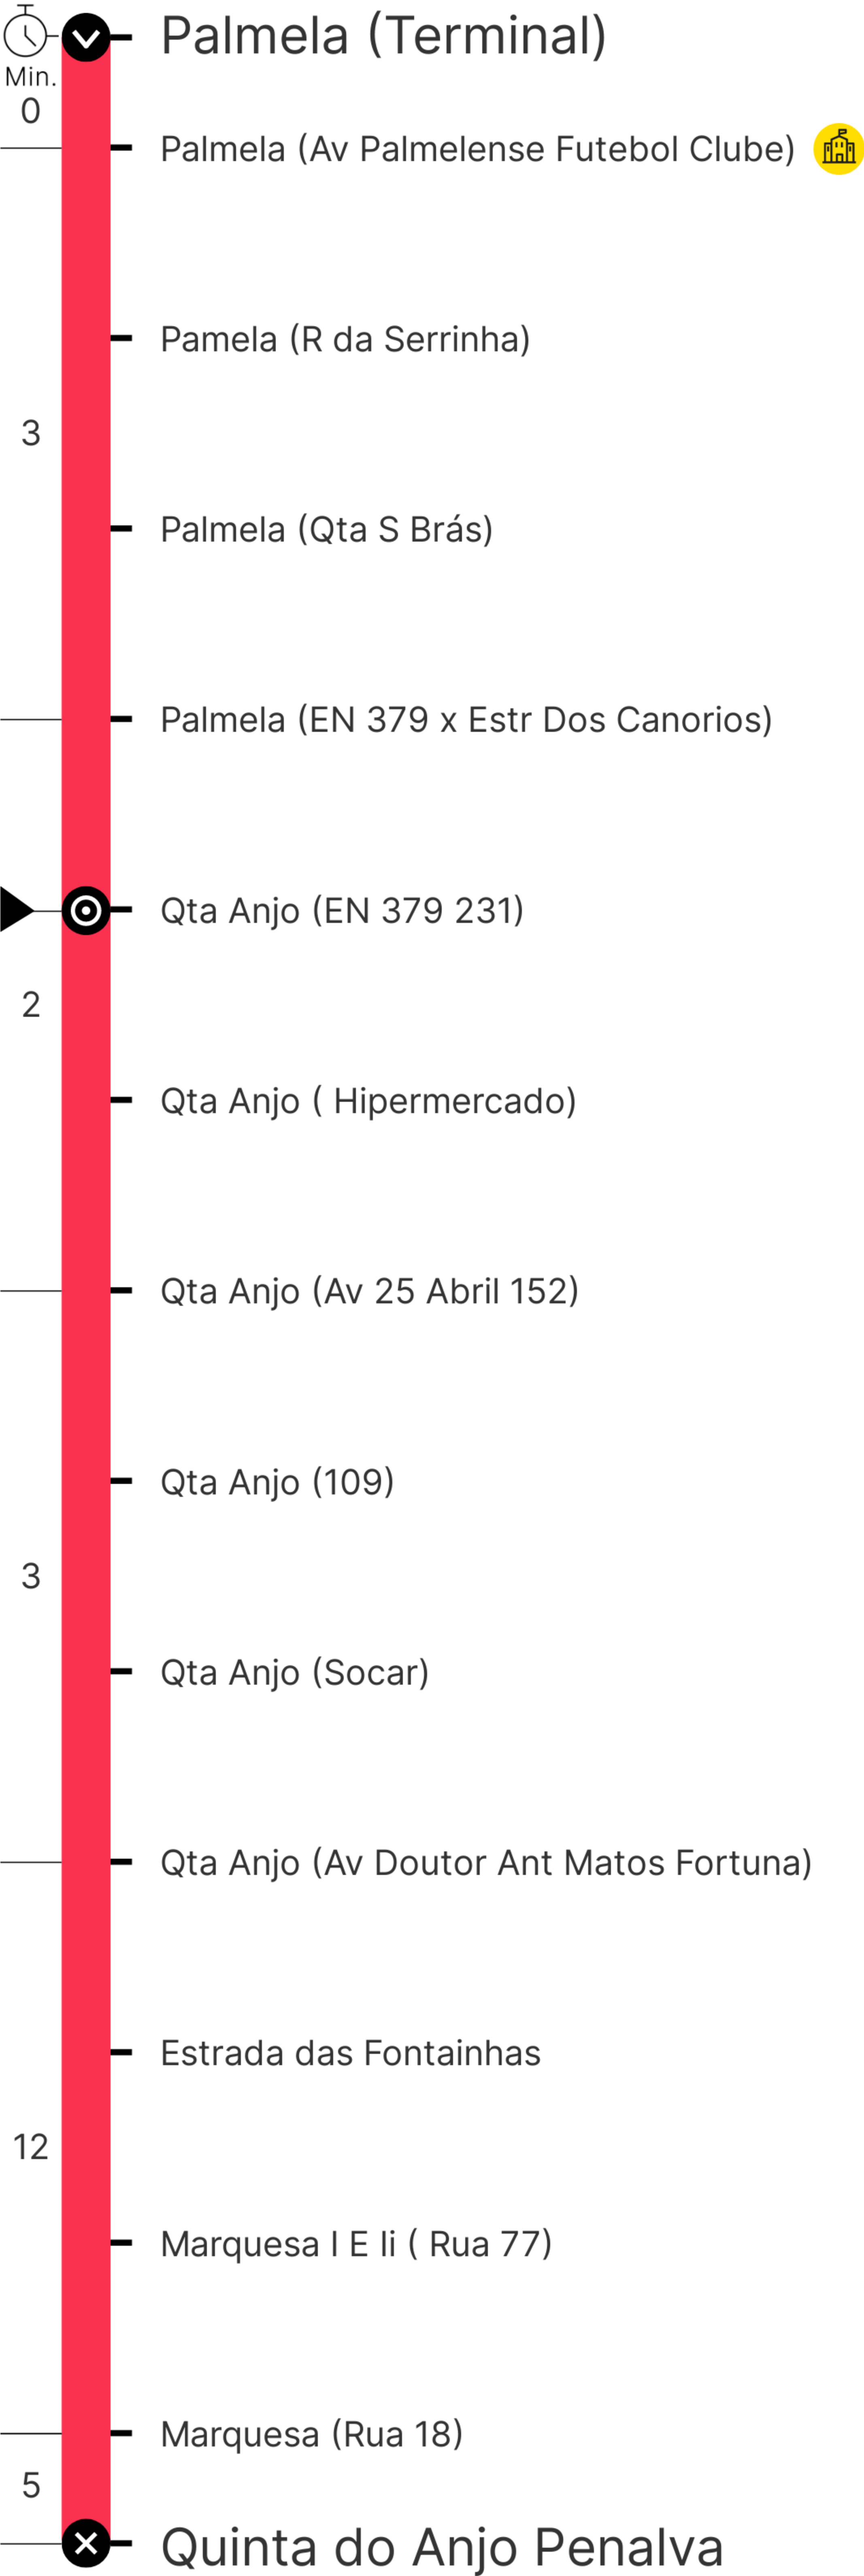 Palmela (Terminal)
Min.
0
Palmela (Av Palmelense Futebol Clube)
Pamela (R da Serrinha)
3
Palmela (Qta S Brás)
Palmela (EN 379 x Estr Dos Canorios)
Qta Anjo (EN 379 231)
2
Qta Anjo ( Hipermercado)
Qta Anjo (Av 25 Abril 152)
Qta Anjo (109)
3
Qta Anjo (Socar)
Qta Anjo (Av Doutor Ant Matos Fortuna)
Estrada das Fontainhas
12
Marquesa I E Ii ( Rua 77)
Marquesa (Rua 18)
5
Quinta do Anjo Penalva